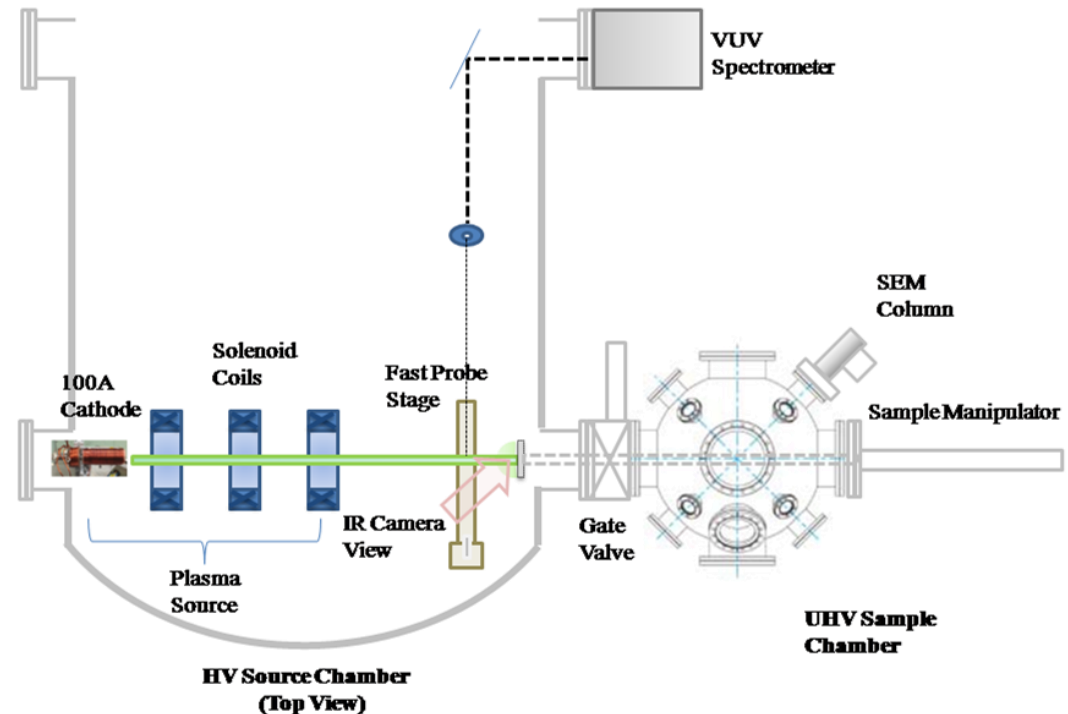 VUV
Spectrometer
SEM
Column
Solenoid
Coils
100A
Cathode
Fast Probe
Stage
Sample Manipulator
IR Camera
View
Gate
Valve
Plasma
Source
UHV Sample
Chamber
HV Source Chamber
(Top View)